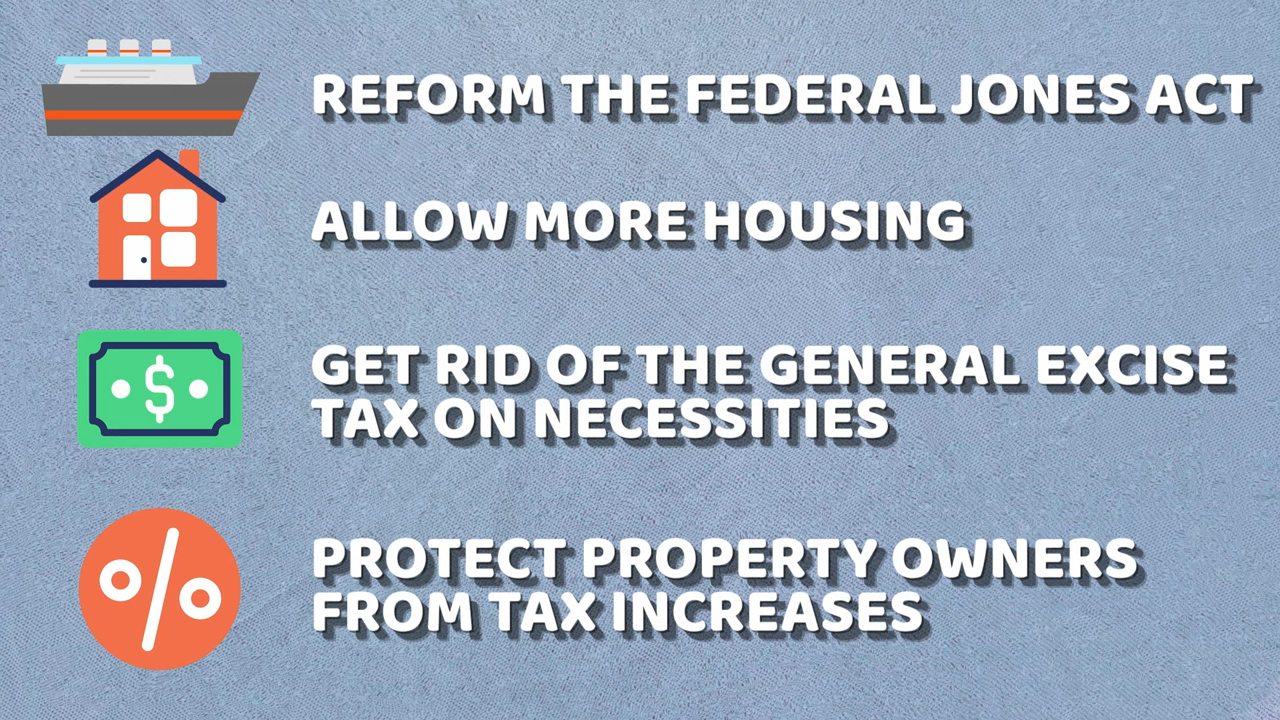 REFORM THE FEDERAL JONES ACT
ALLOW MORE HOUSING
$
GET RID OF THE GENERAL EXCISE
TAX ON NECESSITIES
%
PROTECT PROPERTY OWNERS
FROM TAX INCREASES